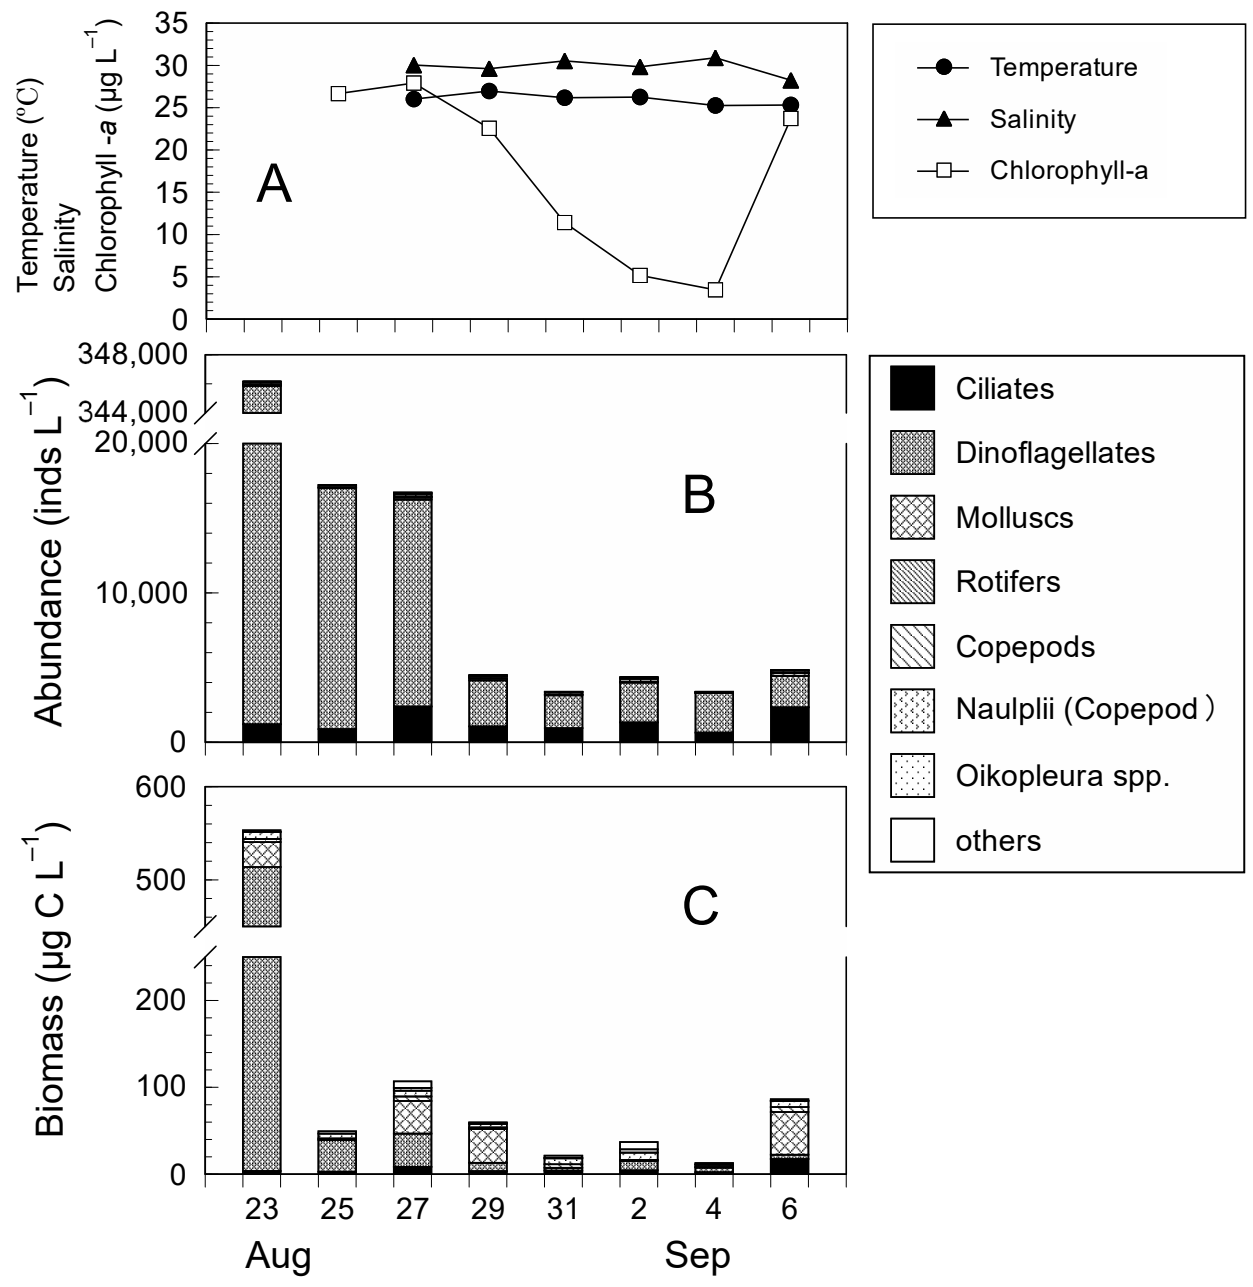 Temperature (ºC)
Salinity
Chlorophyll -a (µg L–1)
35
30
25
20
15
10
5
0
A
Temperature
Salinity
Chlorophyll-a
Abundance (inds L–1)
348,000
344,000
20,000
10,000
0
B
Ciliates
Dinoflagellates
Molluscs
Rotifers
Copepods
Naulplii (Copepod）
Oikopleura spp.
others
Biomass (µg C L–1)
600
500
200
100
0
C
23 25 27 29 31 2 4 6
Aug Sep